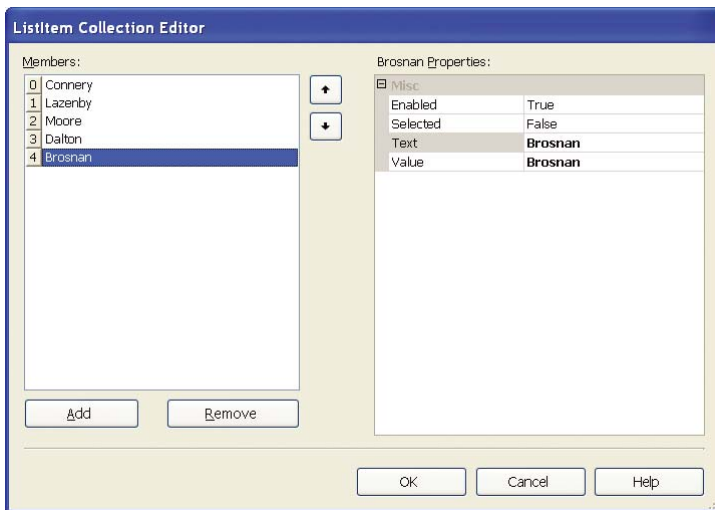 ListItem Collection Editor
Members:
0 Connery
1 Lazenby
2 Moore
3 Dalton
4 Brosnan
Add
Remove
Brosnan Properties:
Misc
Enabled True
Selected False
Text Brosnan
Value Brosnan
OK
Cancel
Help